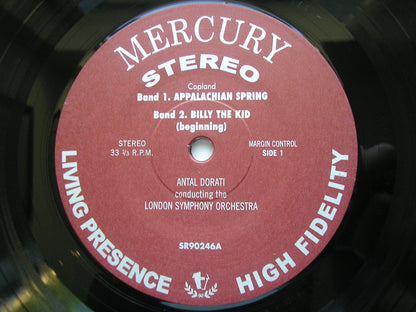 MERCURY
STEREO
Copland
Band 1. APPALACHIAN SPRING
Band 2. BILLY THE KID
(beginning)
STEREO
33 ⅓ R.P.M.
MARGIN CONTROL
SIDE 1
ANTAL DORATI
conducting the
LONDON SYMPHONY ORCHESTRA
SR90246A
LIVING PRESENCE
HIGH FIDELITY